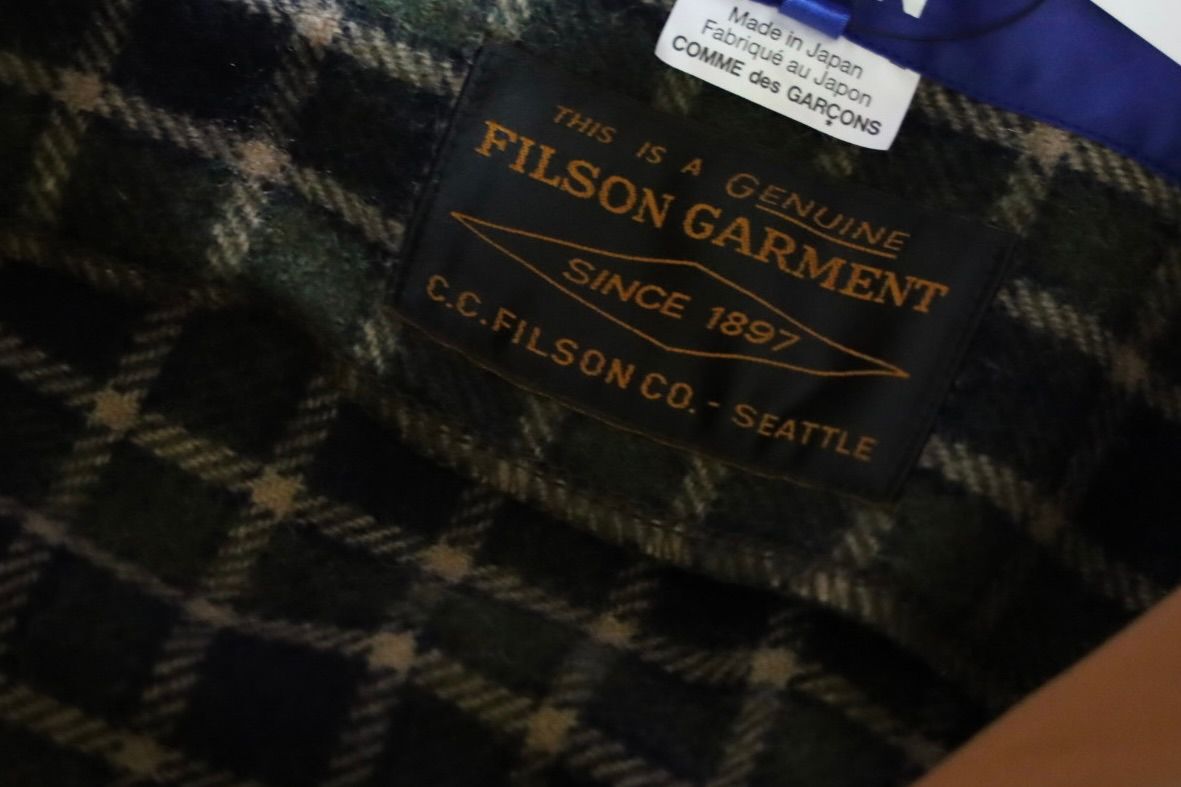 Made in Japan
Fabriqué au Japon
COMME des GARÇONS
THIS IS A GENUINE
FILSON GARMENT
SINCE 1897
C.C.FILSON CO. - SEATTLE